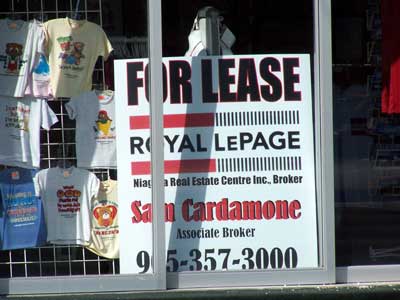 FOR LEASE
ROYAL LEPAGE
Niagara Real Estate Centre Inc., Broker
Sam Cardamone
Associate Broker
905-357-3000